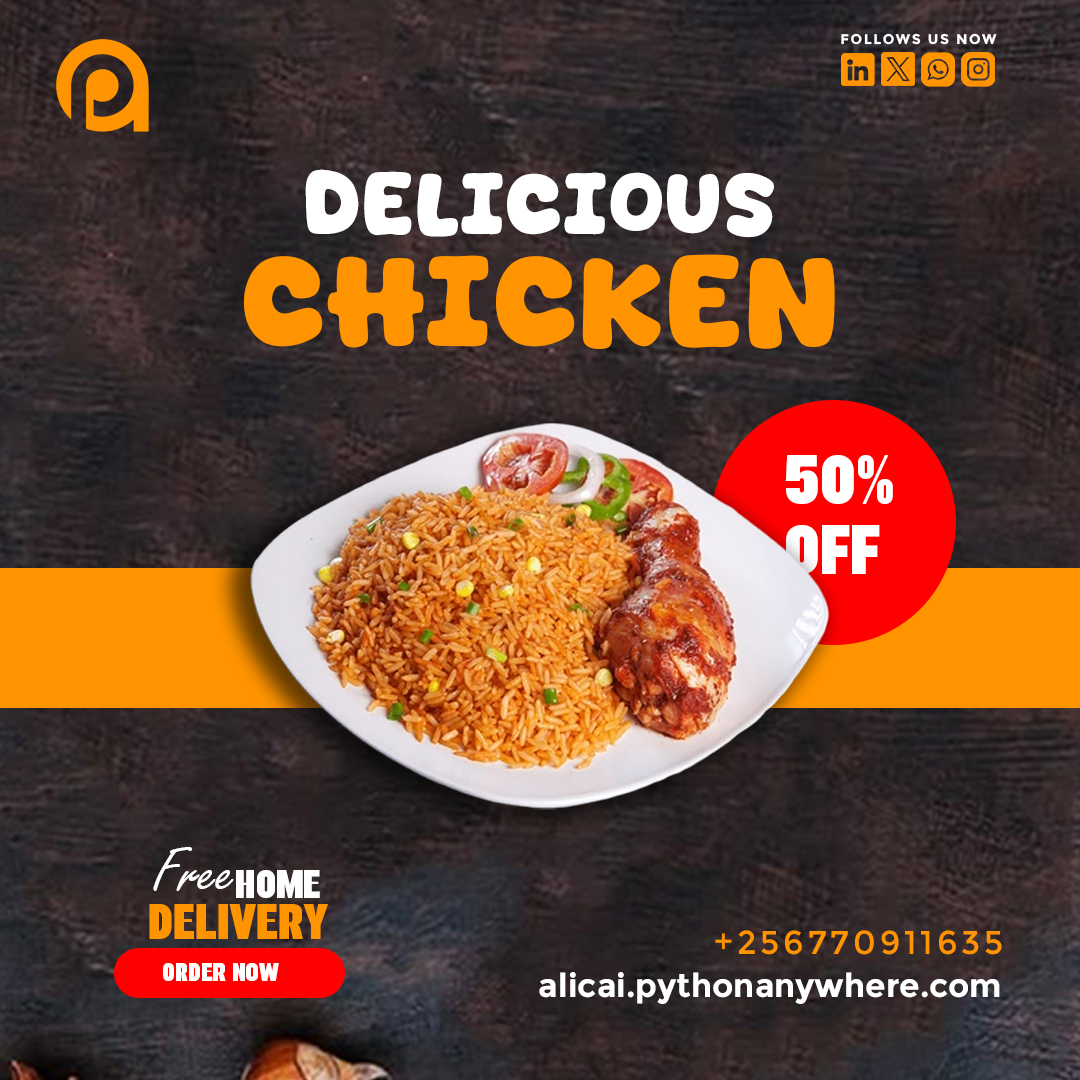 FOLLOWS US NOW
DELICIOUS
CHICKEN
50%
OFF
Free HOME
DELIVERY
ORDER NOW
+256770911635
alicai.pythonanywhere.com